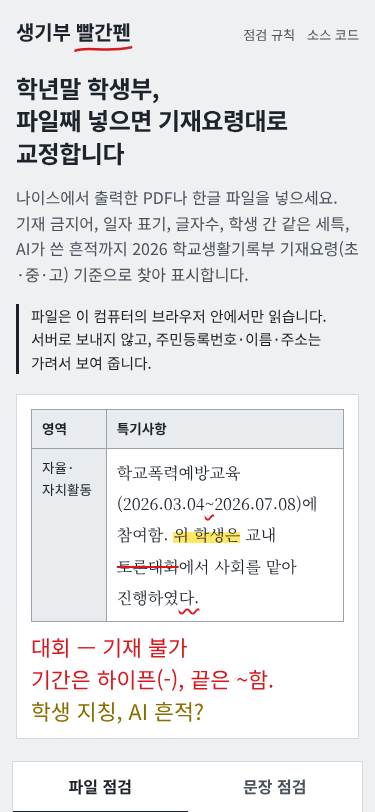 생기부 빨간펜
점검 규칙 소스 코드
학년말 학생부,
파일째 넣으면 기재요령대로
교정합니다
나이스에서 출력한 PDF나 한글 파일을 넣으세요.
기재 금지어, 일자 표기, 글자수, 학생 간 같은 세특,
AI가 쓴 흔적까지 2026 학교생활기록부 기재요령(초
·중·고) 기준으로 찾아 표시합니다.
파일은 이 컴퓨터의 브라우저 안에서만 읽습니다.
서버로 보내지 않고, 주민등록번호·이름·주소는
가려서 보여 줍니다.
영역 특기사항
자율·
자치활동
학교폭력예방교육
(2026.03.04~2026.07.08)에
참여함. 위 학생은 교내
토론대회에서 사회를 맡아
진행하였다.
대회 — 기재 불가
기간은 하이픈(-), 끝은 ~함.
학생 지칭, AI 흔적?
파일 점검 문장 점검